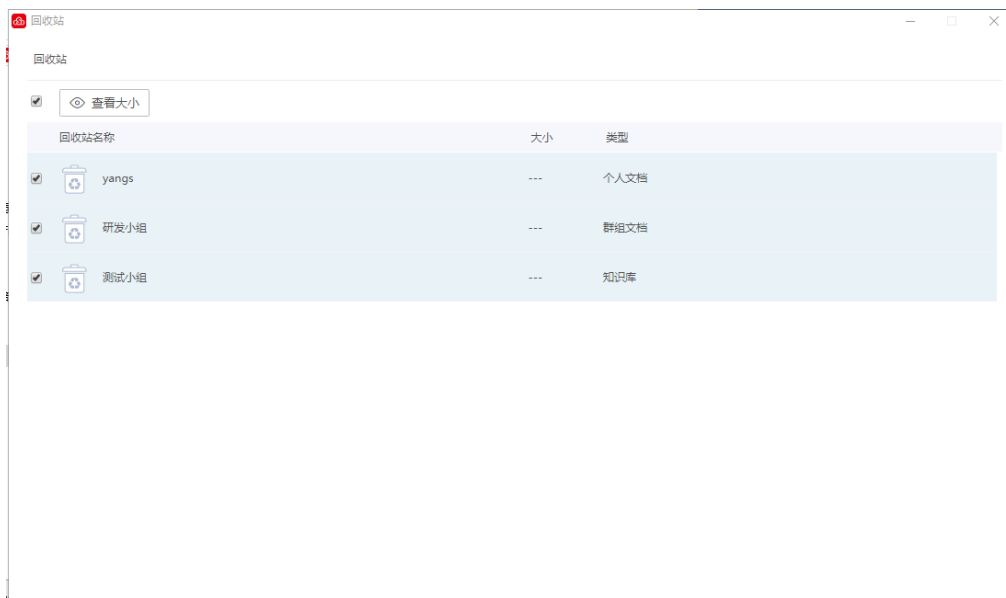 回收站
回收站
查看大小
回收站名称 大小 类型
yangs --- 个人文档
研发小组 --- 群组文档
测试小组 --- 知识库